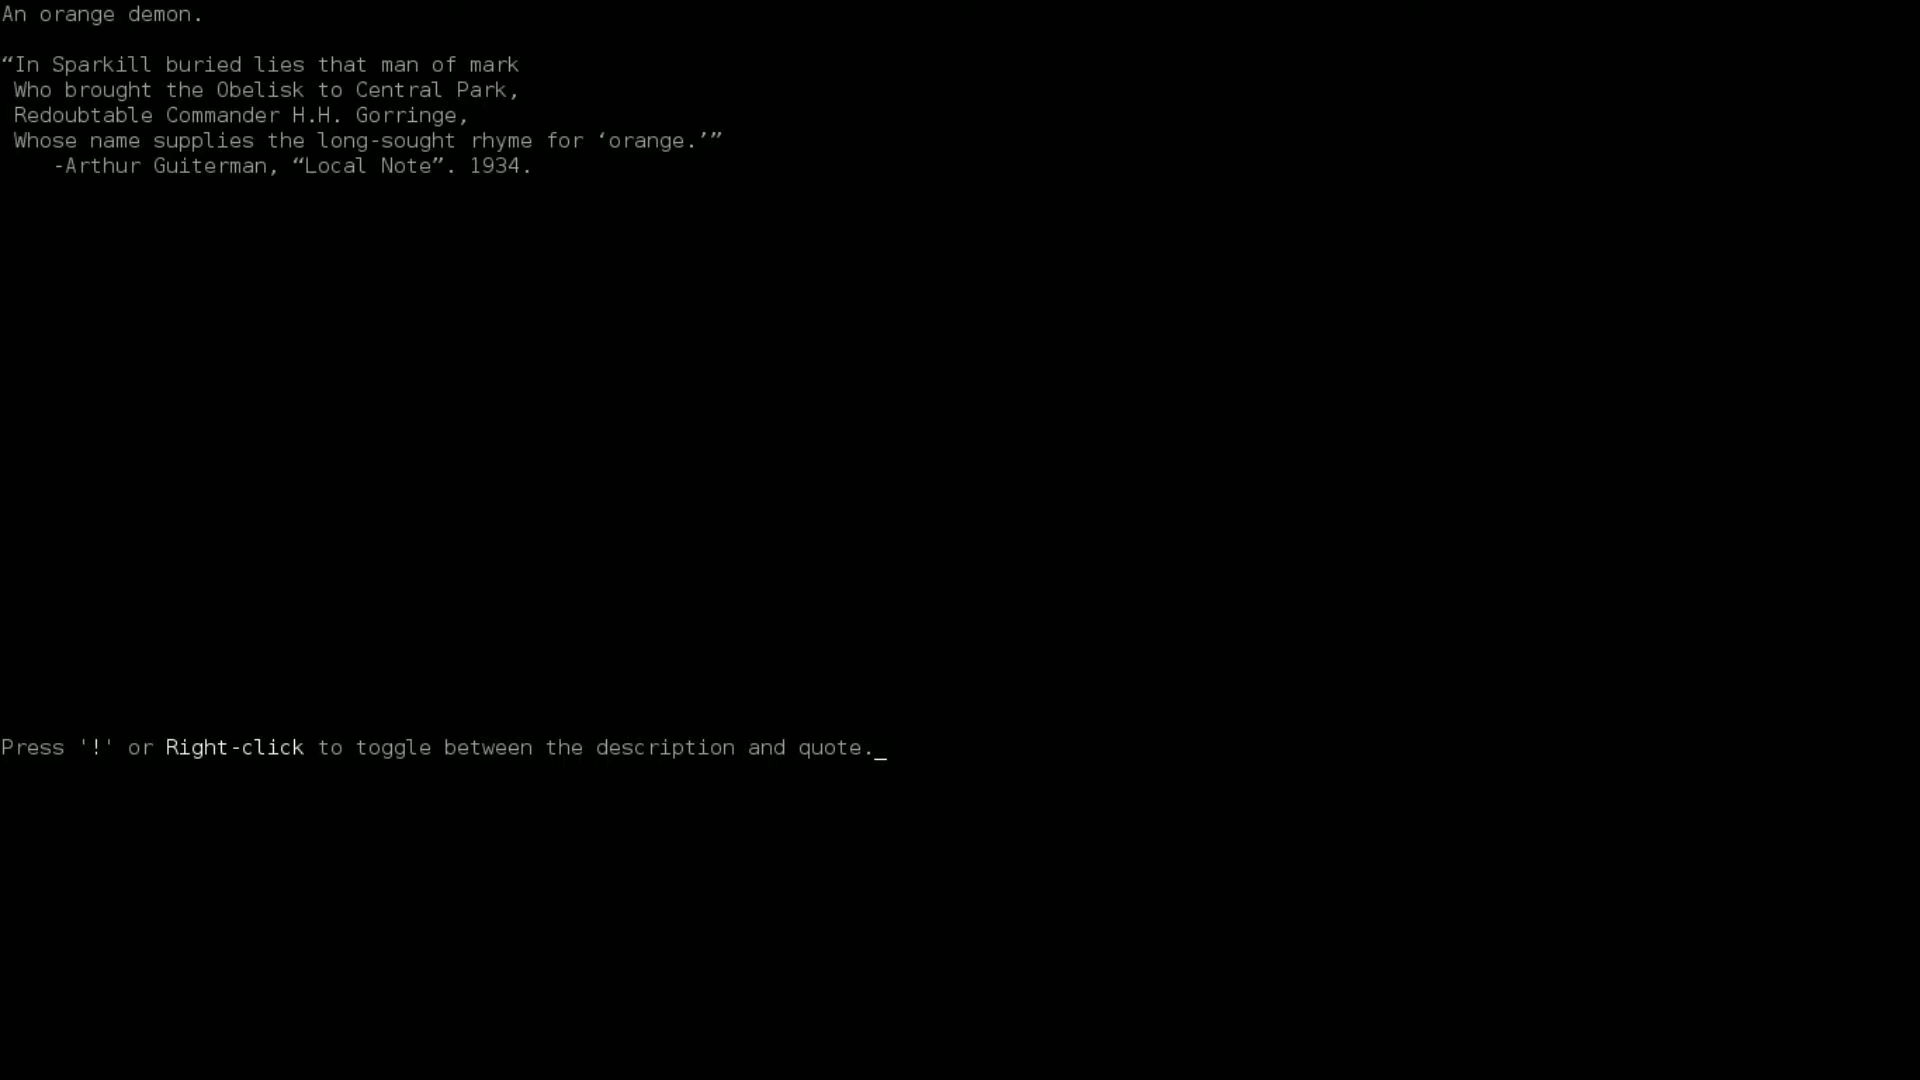 An orange demon.
“In Sparkill buried lies that man of mark
Who brought the Obelisk to Central Park,
Redoubtable Commander H.H. Gorringe,
Whose name supplies the long-sought rhyme for ‘orange.’”
-Arthur Guiterman, “Local Note”. 1934.
Press '!' or Right-click to toggle between the description and quote._